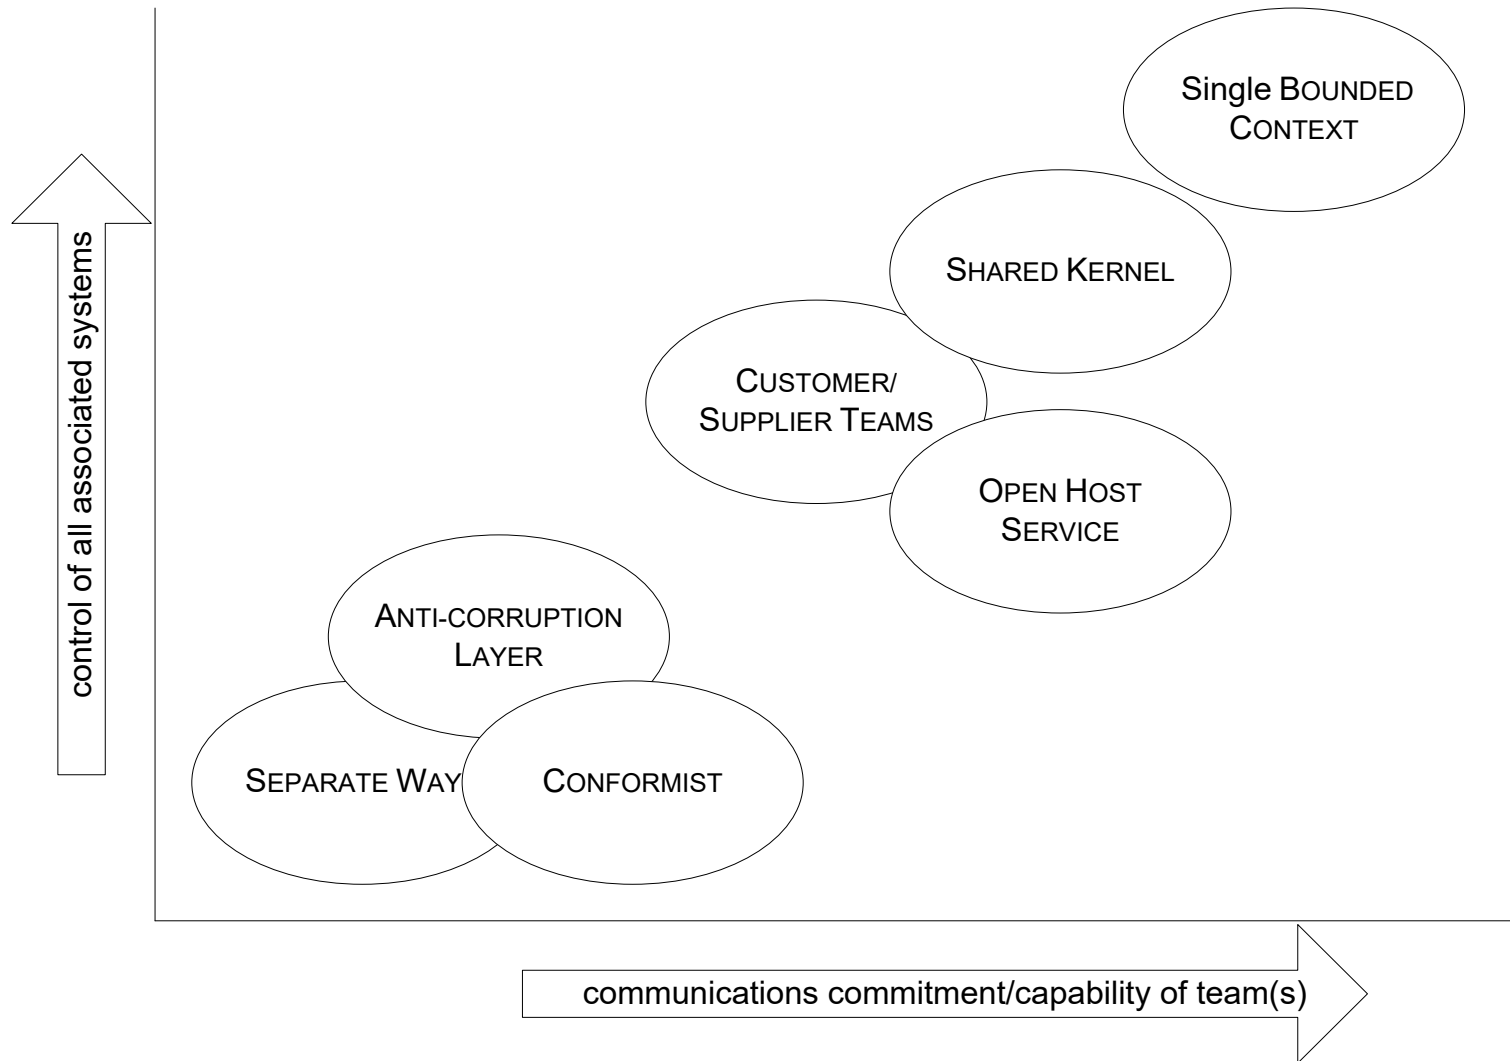 Single BOUNDED
CONTEXT
SHARED KERNEL
CUSTOMER/
SUPPLIER TEAMS
OPEN HOST
SERVICE
ANTI-CORRUPTION
LAYER
SEPARATE WAY
CONFORMIST
control of all associated systems
communications commitment/capability of team(s)